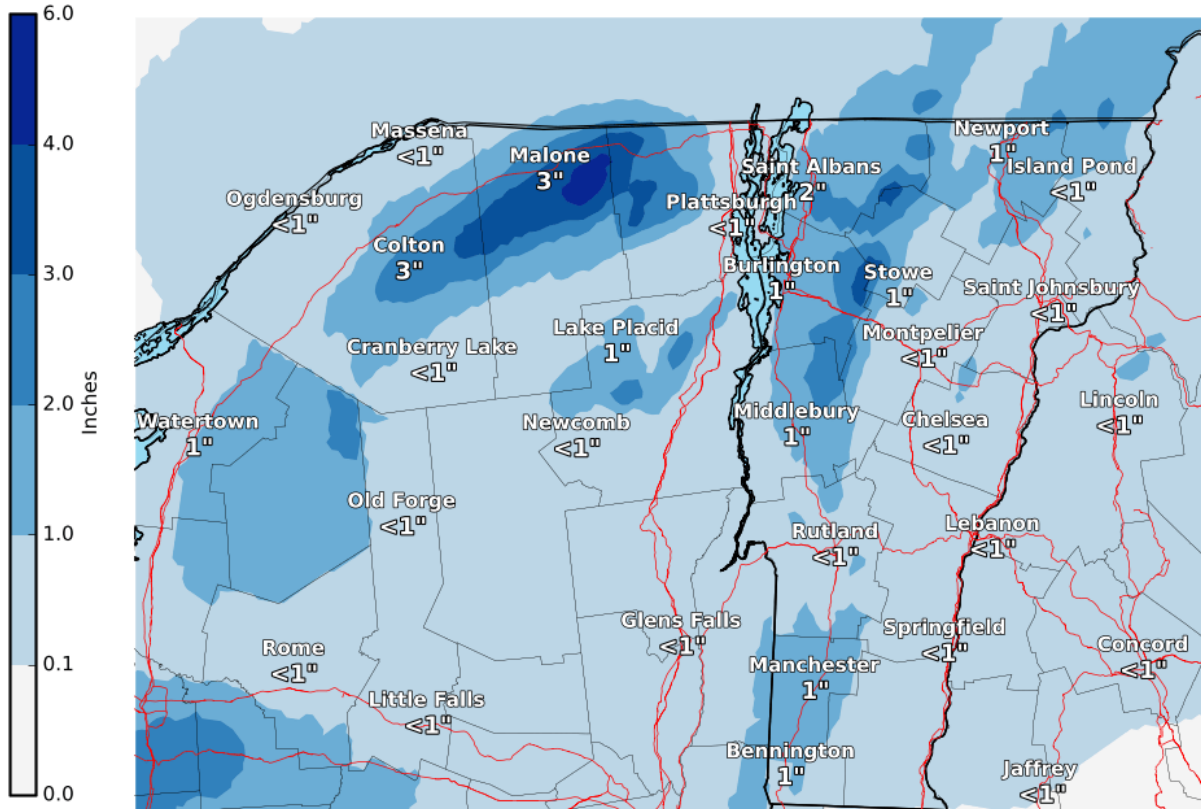 6.0
4.0
3.0
2.0
1.0
0.1
0.0
Inches
Massena
<1"
Malone
3"
Newport
1"
Saint Albans
2"
Island Pond
<1"
Ogdensburg
<1"
Plattsburgh
<1"
Colton
3"
Burlington
1"
Stowe
1"
Saint Johnsbury
<1"
Lake Placid
1"
Montpelier
<1"
Cranberry Lake
<1"
Watertown
1"
Newcomb
<1"
Middlebury
1"
Chelsea
<1"
Lincoln
<1"
Old Forge
<1"
Rutland
<1"
Lebanon
<1"
Glens Falls
<1"
Springfield
<1"
Rome
<1"
Manchester
1"
Concord
<1"
Little Falls
<1"
Bennington
1"
Jaffrey
<1"